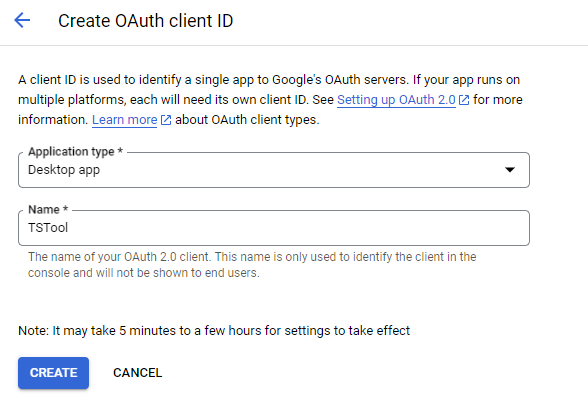 Create OAuth client ID
A client ID is used to identify a single app to Google's OAuth servers. If your app runs on
multiple platforms, each will need its own client ID. See Setting up OAuth 2.0 for more
information. Learn more about OAuth client types.
Application type *
Desktop app
Name *
TSTool
The name of your OAuth 2.0 client. This name is only used to identify the client in the
console and will not be shown to end users.
Note: It may take 5 minutes to a few hours for settings to take effect
CREATE CANCEL